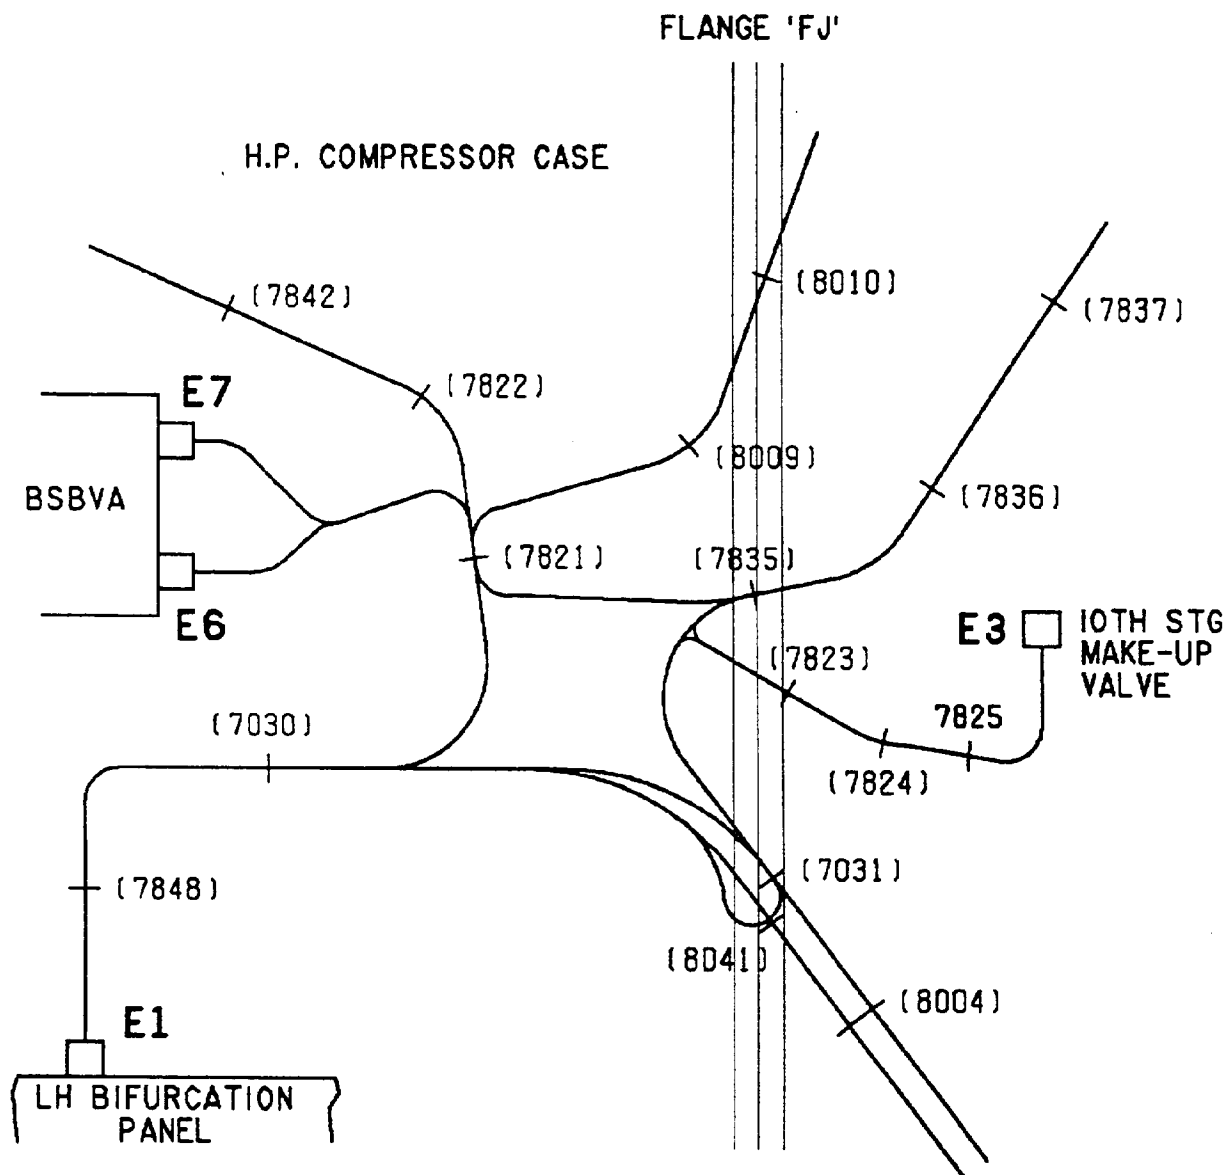 FLANGE 'FJ'
H.P. COMPRESSOR CASE
(8010)
(7842)
(7837)
E7
(7822)
(8009)
BSBVA
(7836)
(7821)
(7835)
E6
E3
10TH STG
MAKE-UP
VALVE
(7823)
7825
(7030)
(7824)
(7031)
(7848)
(8041)
(8004)
E1
LH BIFURCATION
PANEL